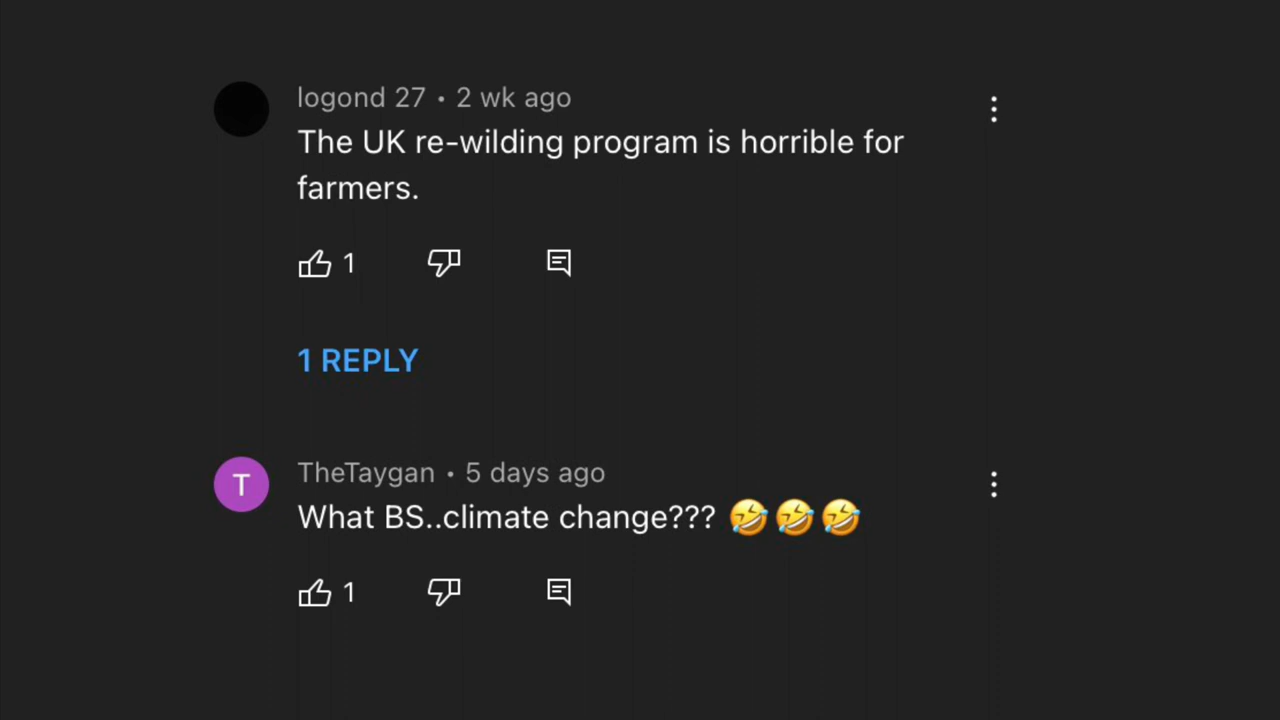 logond 27 • 2 wk ago
The UK re-wilding program is horrible for
farmers.
1
1 REPLY
T
TheTaygan • 5 days ago
What BS..climate change??? 🤣🤣🤣
1